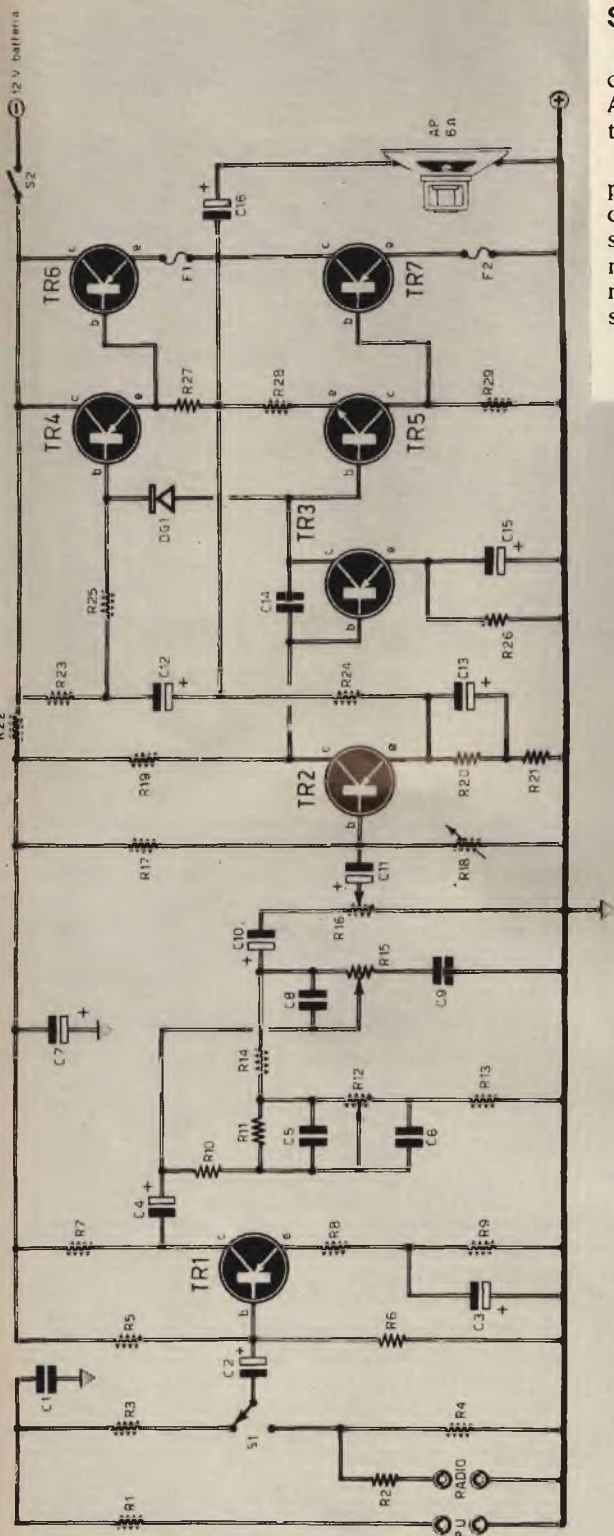 12 V batteria
S2
AP
6Ω
C16
TR6
c
e
b
F1
TR7
c
e
b
F2
TR4
c
e
b
R27
R28
TR5
e
c
b
R29
DG1
R25
TR3
c
e
b
C14
C15
R26
R22
R23
C12
R24
C13
R19
TR2
c
e
b
R20
R21
R17
C11
R18
C10
R16
C8
R15
C9
C7
R14
R11
R12
C5
R13
C6
R10
C4
R7
TR1
c
e
b
R8
R9
C3
R5
R6
C2
C1
R3
S1
R4
R2
RADIO
R1
P.U